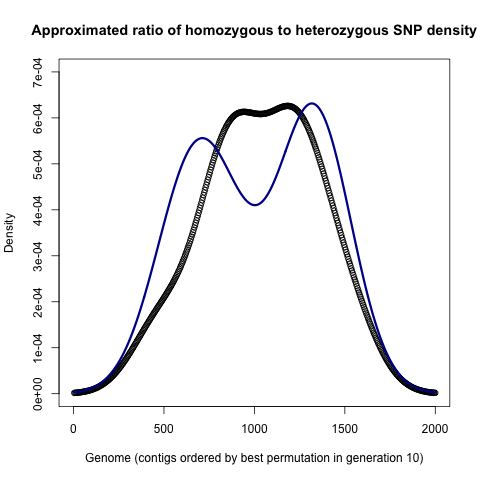 Approximated ratio of homozygous to heterozygous SNP density
7e-04
6e-04
5e-04
4e-04
3e-04
2e-04
1e-04
0e+00
Density
0 500 1000 1500 2000
Genome (contigs ordered by best permutation in generation 10)